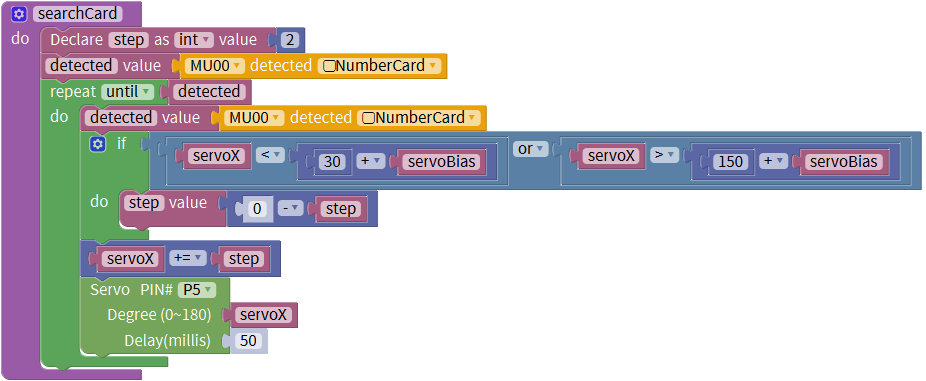 searchCard
do Declare step as int value 2
detected value MU00 detected NumberCard
repeat until detected
do detected value MU00 detected NumberCard
if servoX < 30 + servoBias or servoX > 150 + servoBias
do step value 0 - step
servoX += step
Servo PIN# P5
Degree (0~180) servoX
Delay(millis) 50